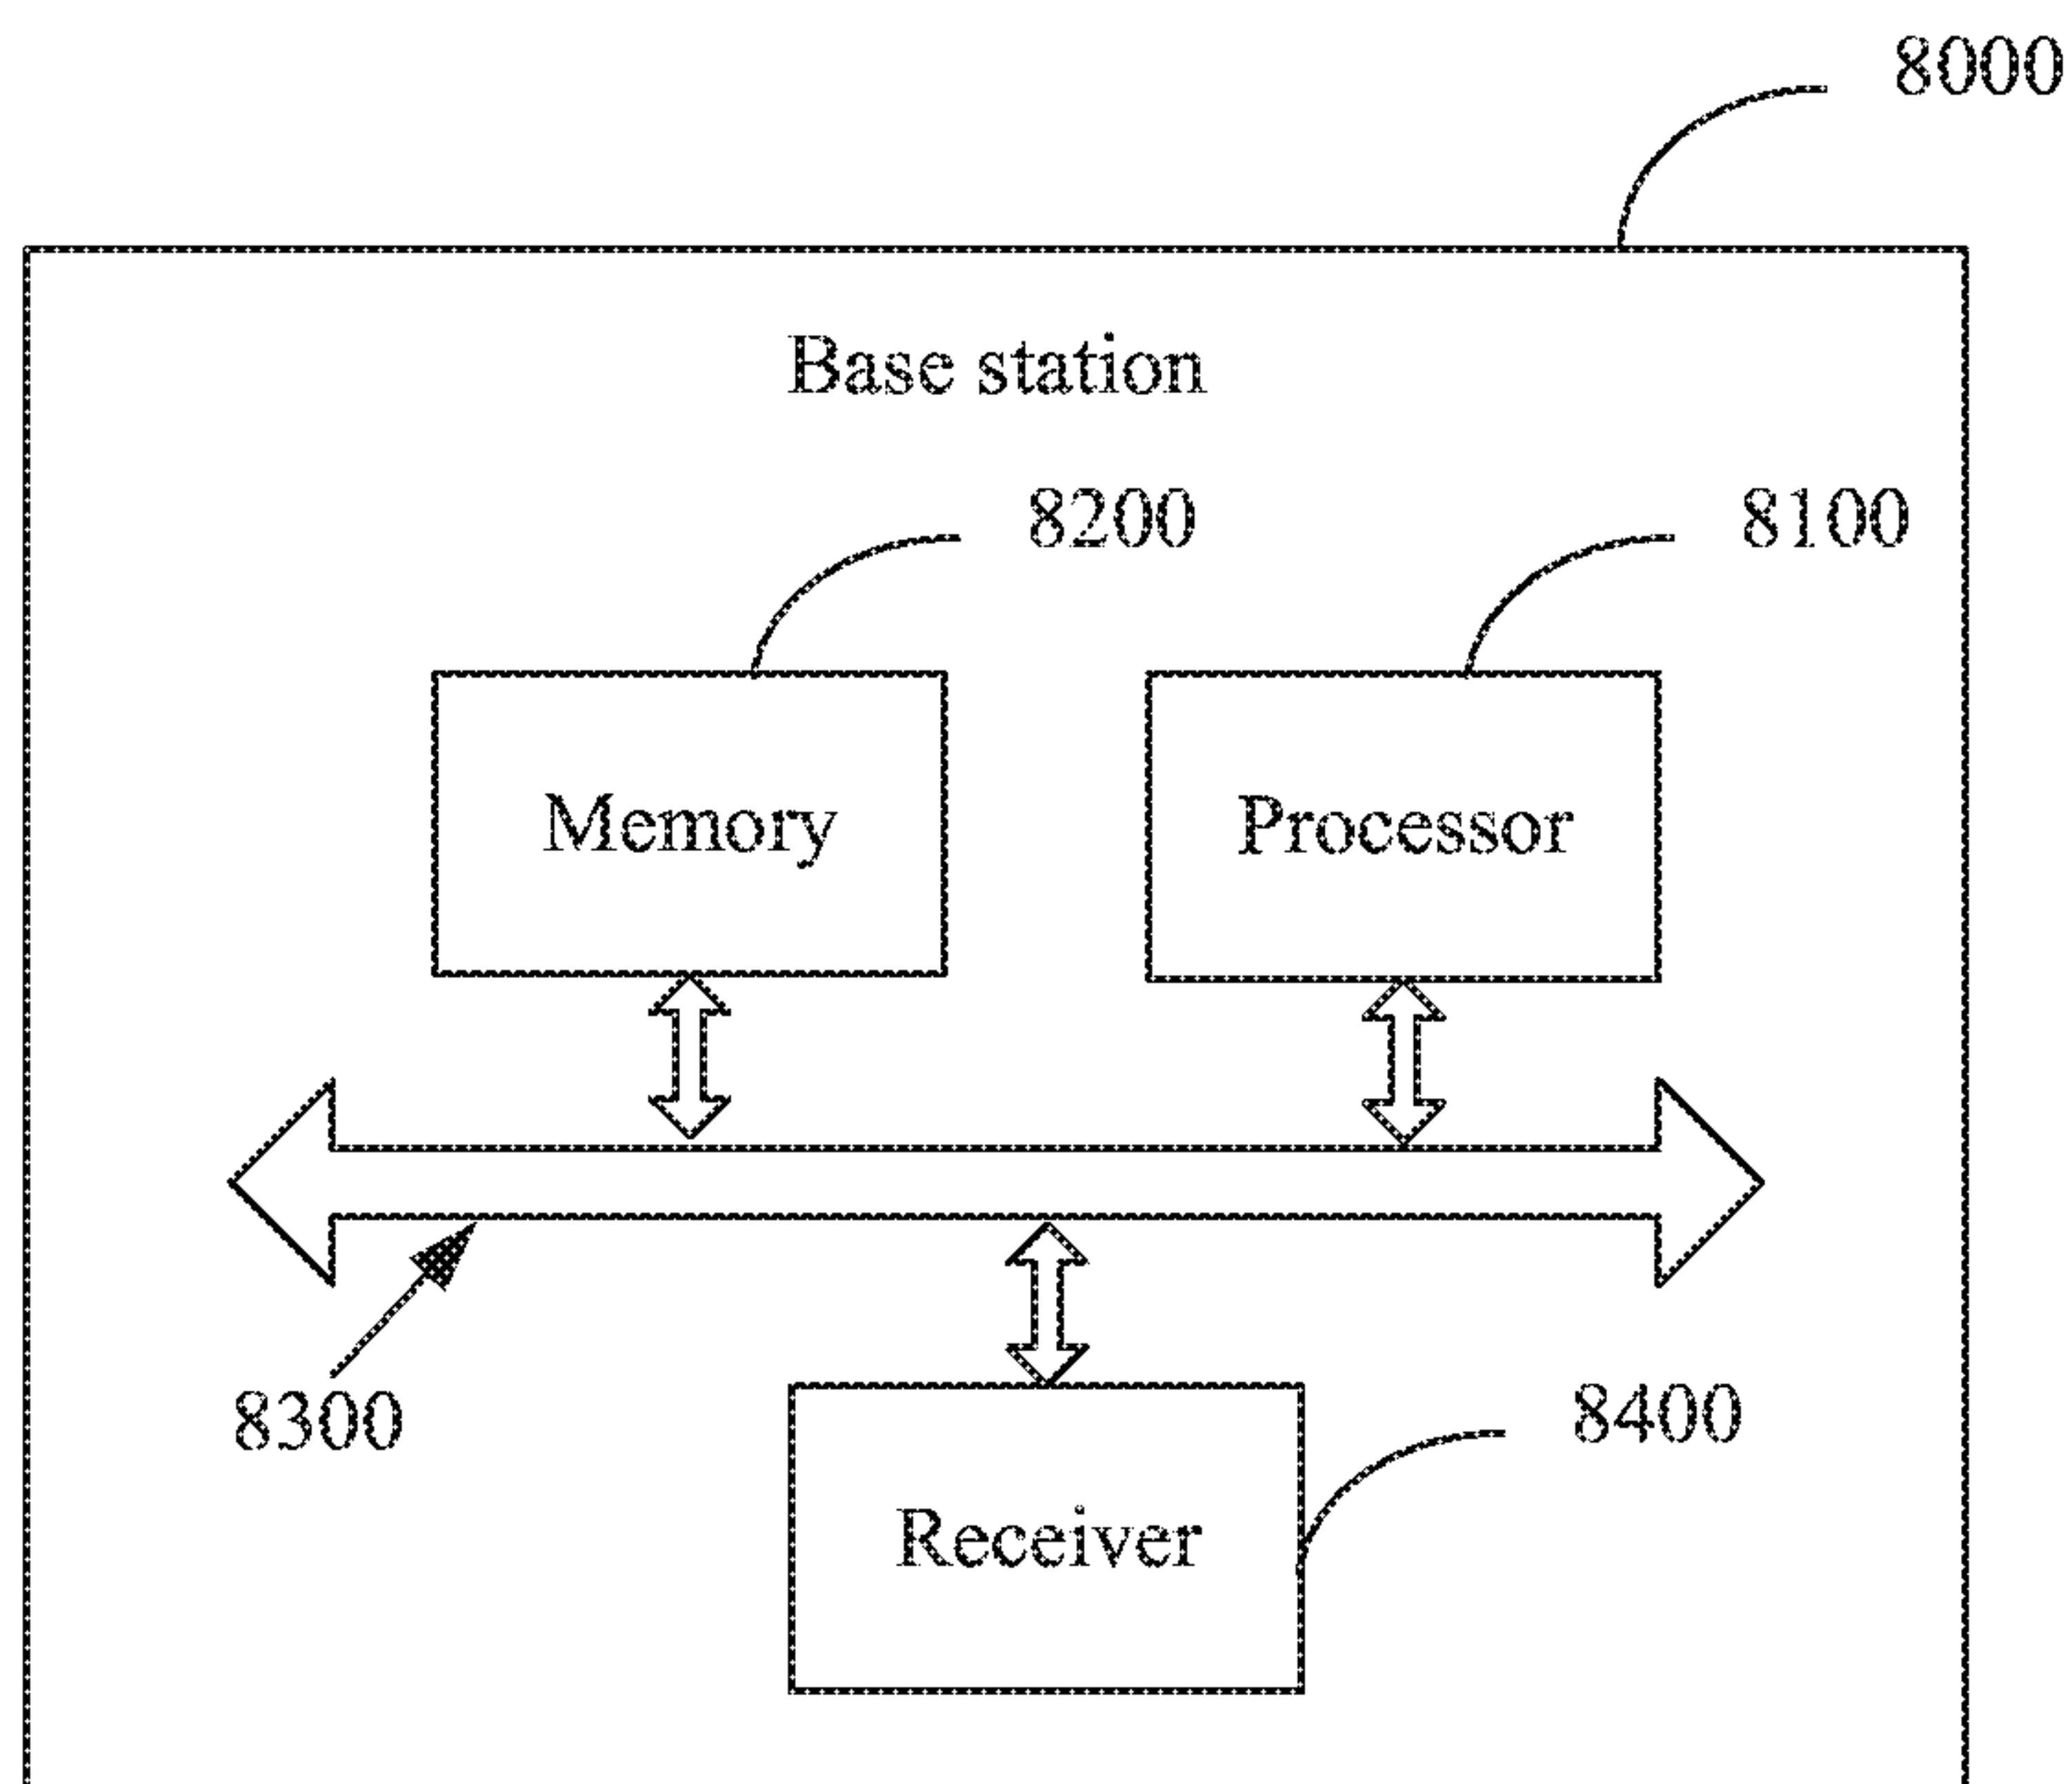 8000
Base station
8200
8100
Memory
Processor
8300
8400
Receiver